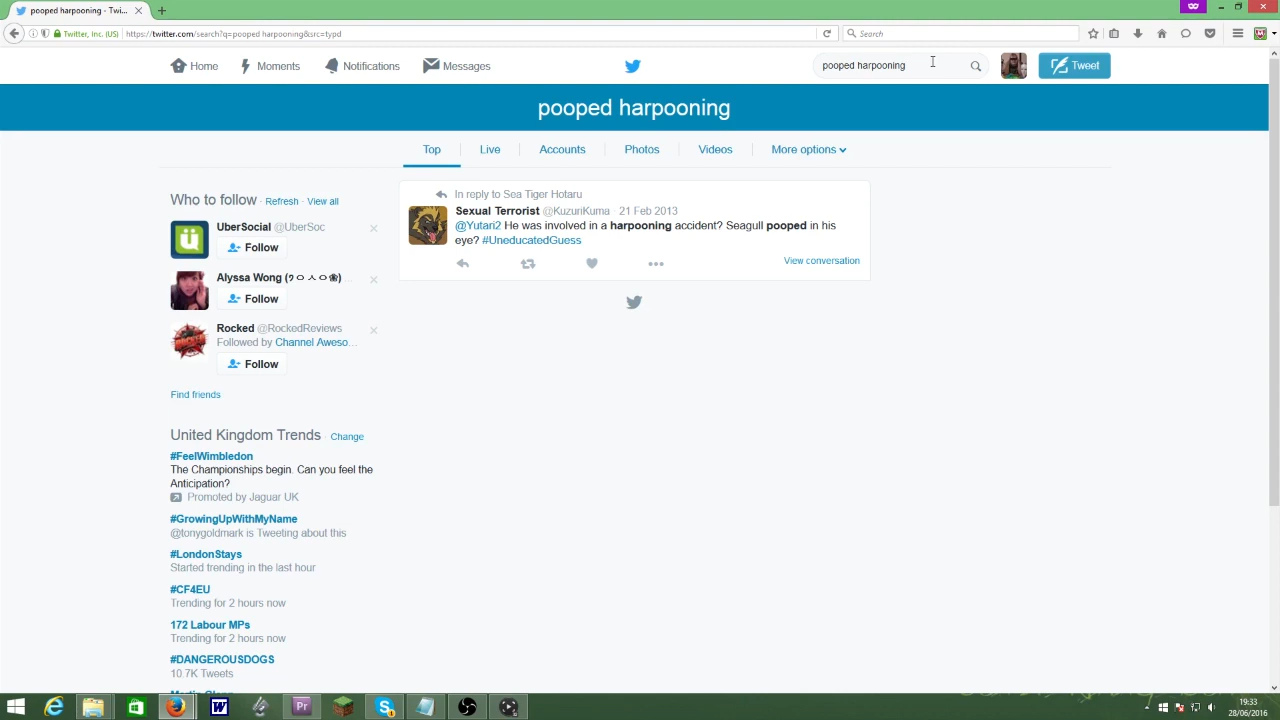 pooped harpooning - Twi...
Twitter, Inc. (US)
https://twitter.com/search?q=pooped harpooning&src=typd
Search
Home
Moments
Notifications
Messages
pooped harpooning
Tweet
pooped harpooning
Top
Live
Accounts
Photos
Videos
More options
Who to follow · Refresh · View all
UberSocial @UberSoc
Follow
Alyssa Wong
Follow
Rocked @RockedReviews
Followed by Channel Aweso...
Follow
Find friends
In reply to Sea Tiger Hotaru
Sexual Terrorist @KuzuriKuma 21 Feb 2013
@Yutari2 He was involved in a harpooning accident? Seagull pooped in his
eye? #UneducatedGuess
View conversation
United Kingdom Trends · Change
#FeelWimbledon
The Championships begin. Can you feel the
Anticipation?
Promoted by Jaguar UK
#GrowingUpWithMyName
@tonygoldmark is Tweeting about this
#LondonStays
Started trending in the last hour
#CF4EU
Trending for 2 hours now
172 Labour MPs
Trending for 2 hours now
#DANGEROUSDOGS
10.7K Tweets
19:33
28/06/2016